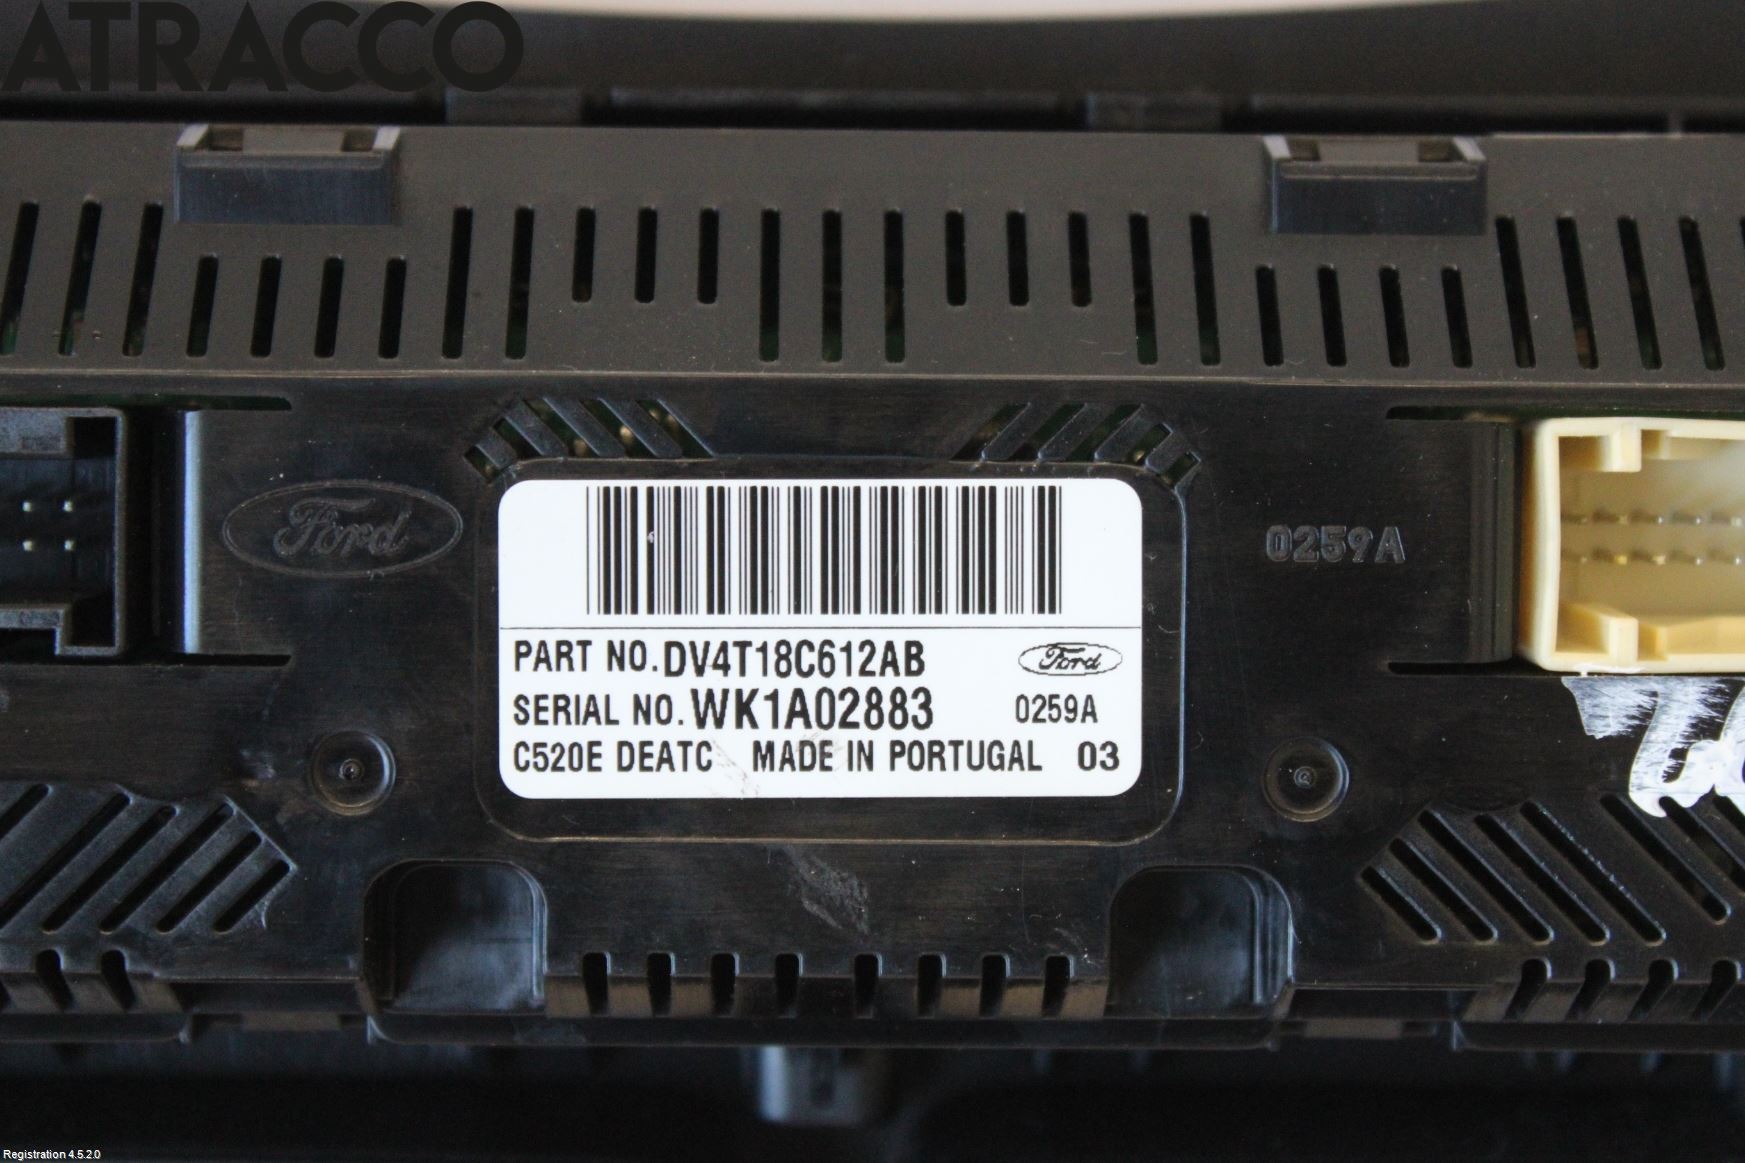 ATRACCO
Ford
0259A
PART NO. DV4T18C612AB
Ford
SERIAL NO. WK1A02883
0259A
C520E DEATC MADE IN PORTUGAL 03
Registration 4.5.2.0